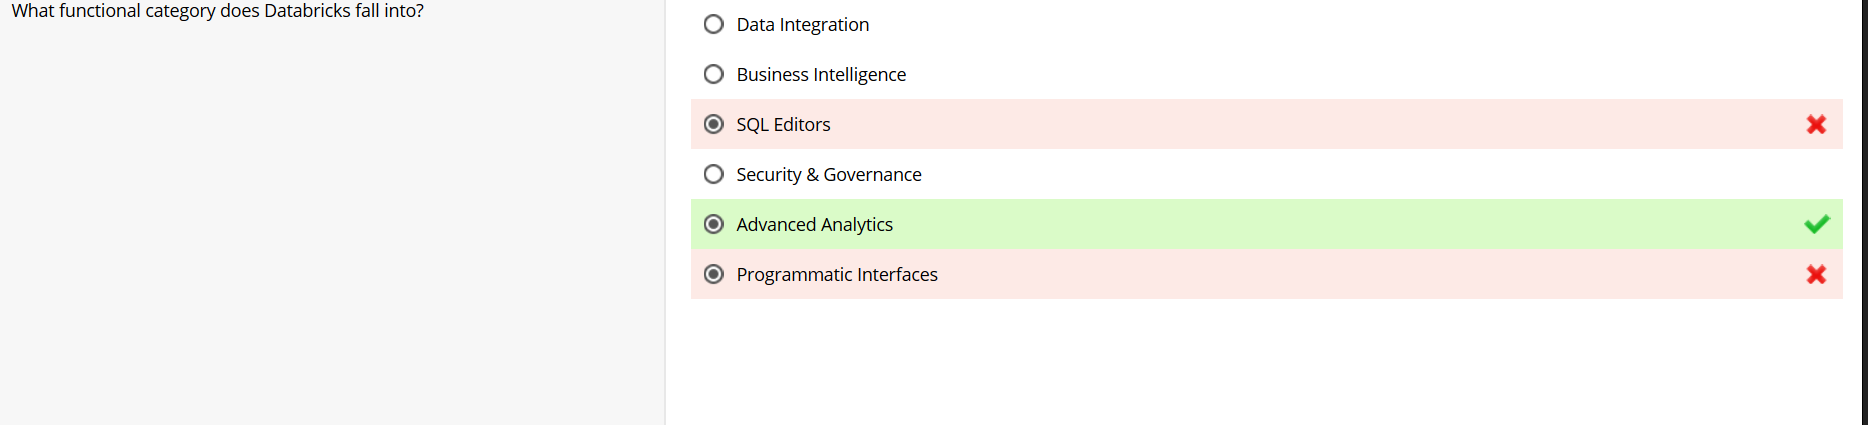 What functional category does Databricks fall into?
Data Integration
Business Intelligence
SQL Editors
Security & Governance
Advanced Analytics
Programmatic Interfaces